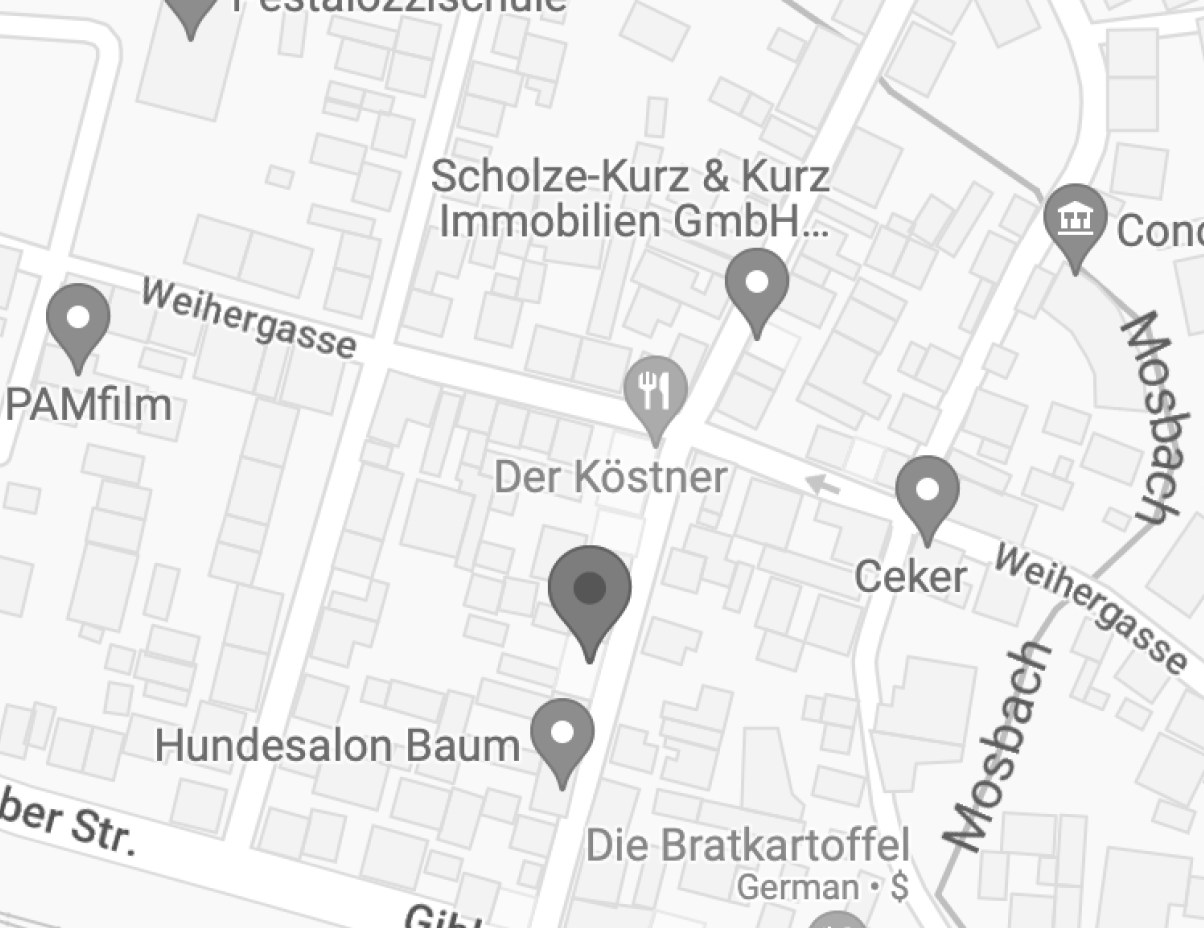 Pestalozzischule
Scholze-Kurz & Kurz
Immobilien GmbH...
Conc
Weihergasse
Mosbach
PAMfilm
Der Köstner
Ceker
Weihergasse
Mosbach
Hundesalon Baum
ber Str.
Die Bratkartoffel
German • $